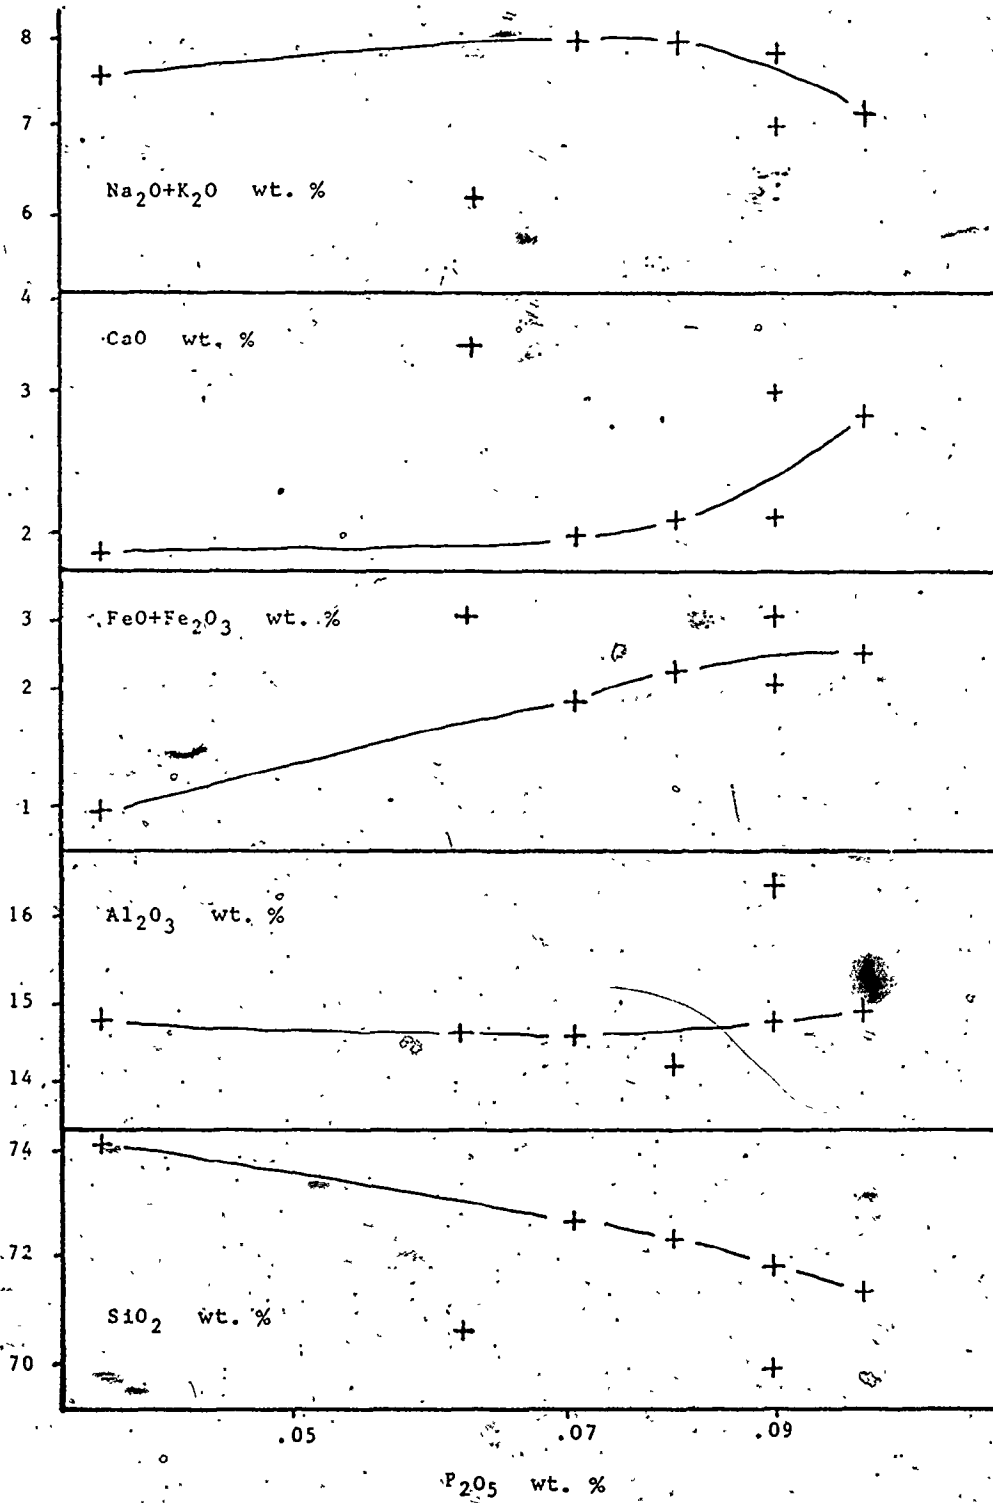 8
7
Na₂O+K₂O wt. %
6
4
CaO wt. %
3
2
FeO+Fe₂O₃ wt. %
3
2
1
16
Al₂O₃ wt. %
15
14
74
72
SiO₂ wt. %
70
.05 .07 .09
P₂O₅ wt. %